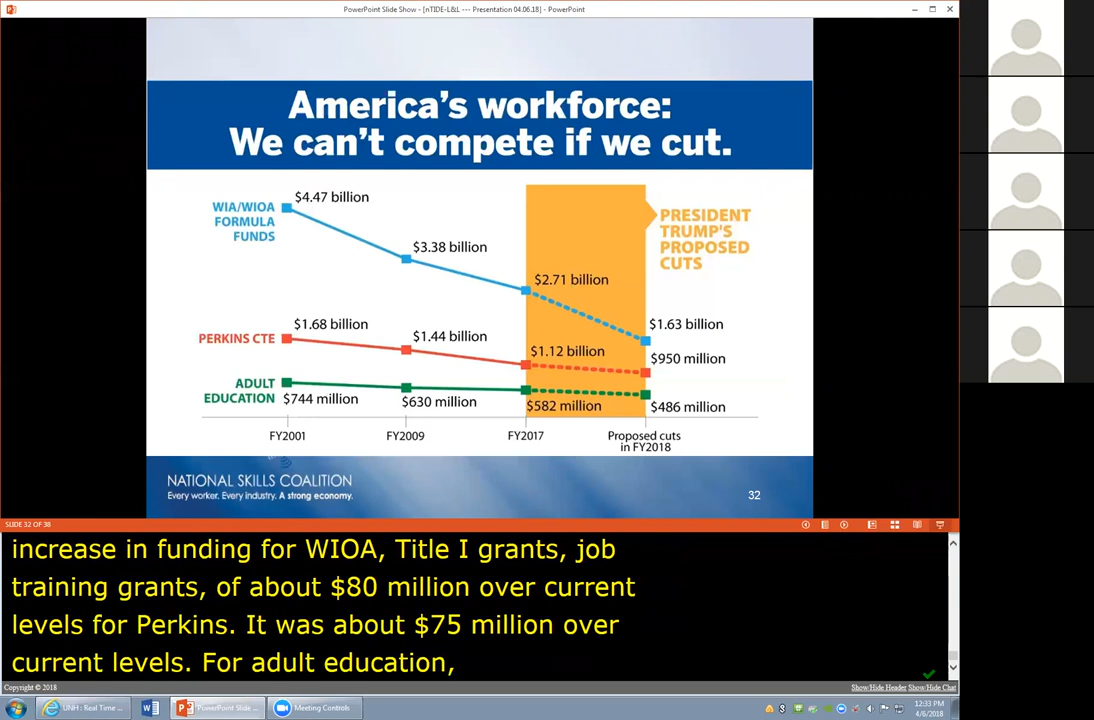 PowerPoint Slide Show - [nTIDE-L&L --- Presentation 04.06.18] - PowerPoint
America's workforce:
We can't compete if we cut.
WIA/WIOA
FORMULA
FUNDS
$4.47 billion
$3.38 billion
$2.71 billion
$1.63 billion
PRESIDENT
TRUMP'S
PROPOSED
CUTS
PERKINS CTE
$1.68 billion
$1.44 billion
$1.12 billion
$950 million
ADULT
EDUCATION
$744 million
$630 million
$582 million
$486 million
FY2001
FY2009
FY2017
Proposed cuts
in FY2018
NATIONAL SKILLS COALITION
Every worker. Every industry. A strong economy.
32
SLIDE 32 OF 38
increase in funding for WIOA, Title I grants, job
training grants, of about $80 million over current
levels for Perkins. It was about $75 million over
current levels. For adult education,
Copyright © 2018
Show/Hide Header Show/Hide Chat
UNH : Real Time ...
PowerPoint Slide ...
Meeting Controls
12:33 PM
4/6/2018